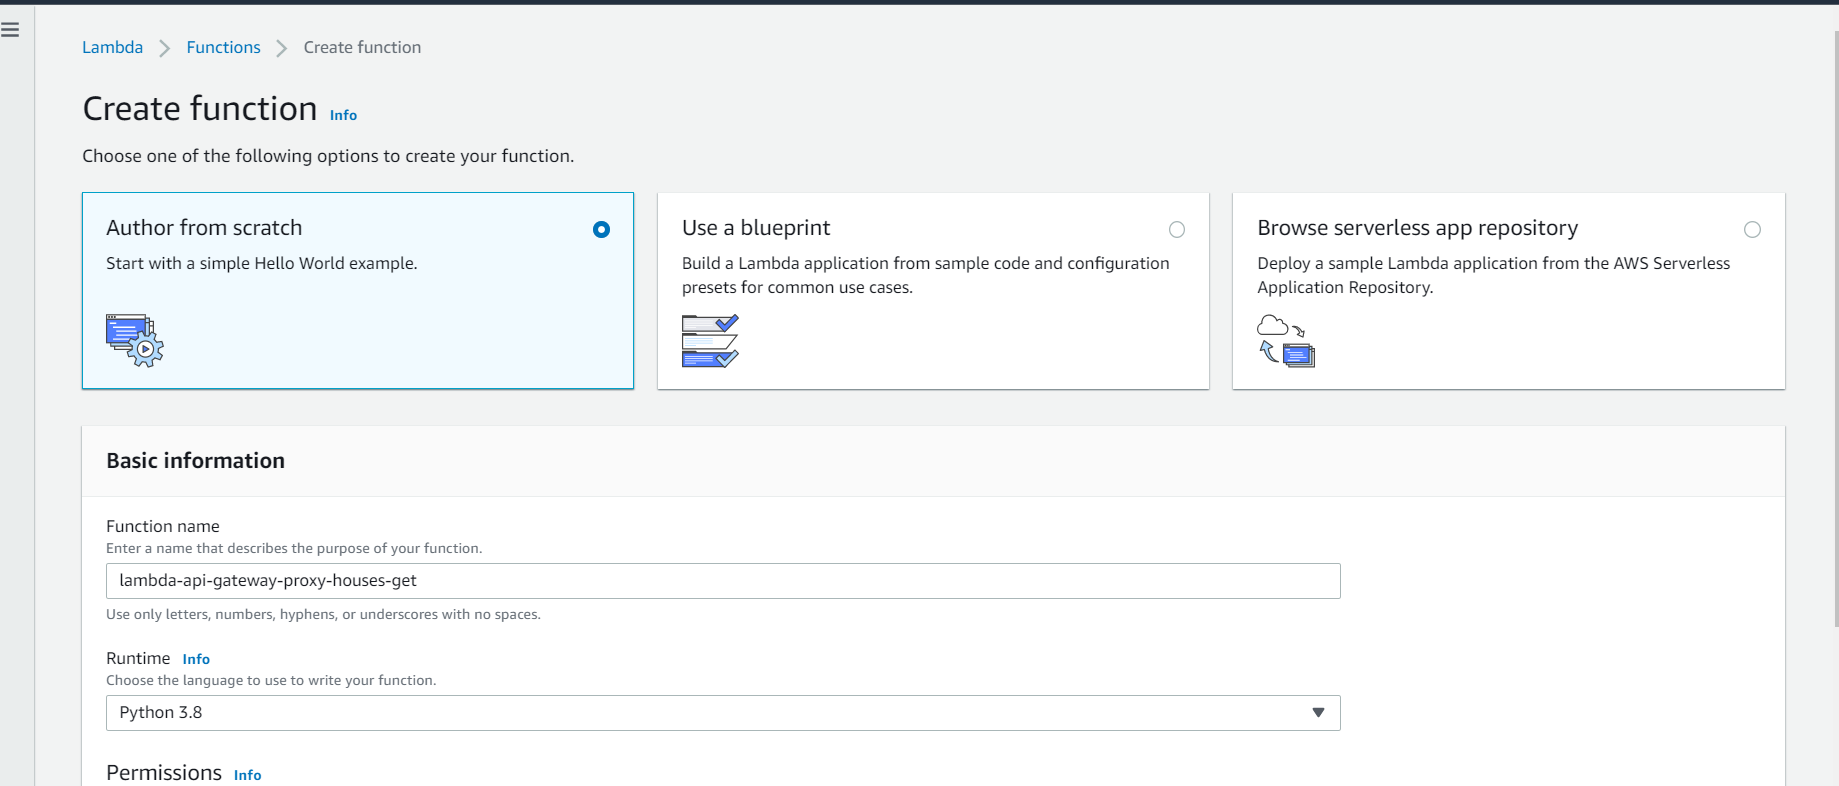 Lambda > Functions > Create function
Create function Info
Choose one of the following options to create your function.
Author from scratch
Start with a simple Hello World example.
Use a blueprint
Build a Lambda application from sample code and configuration
presets for common use cases.
Browse serverless app repository
Deploy a sample Lambda application from the AWS Serverless
Application Repository.
Basic information
Function name
Enter a name that describes the purpose of your function.
lambda-api-gateway-proxy-houses-get
Use only letters, numbers, hyphens, or underscores with no spaces.
Runtime Info
Choose the language to use to write your function.
Python 3.8
Permissions Info